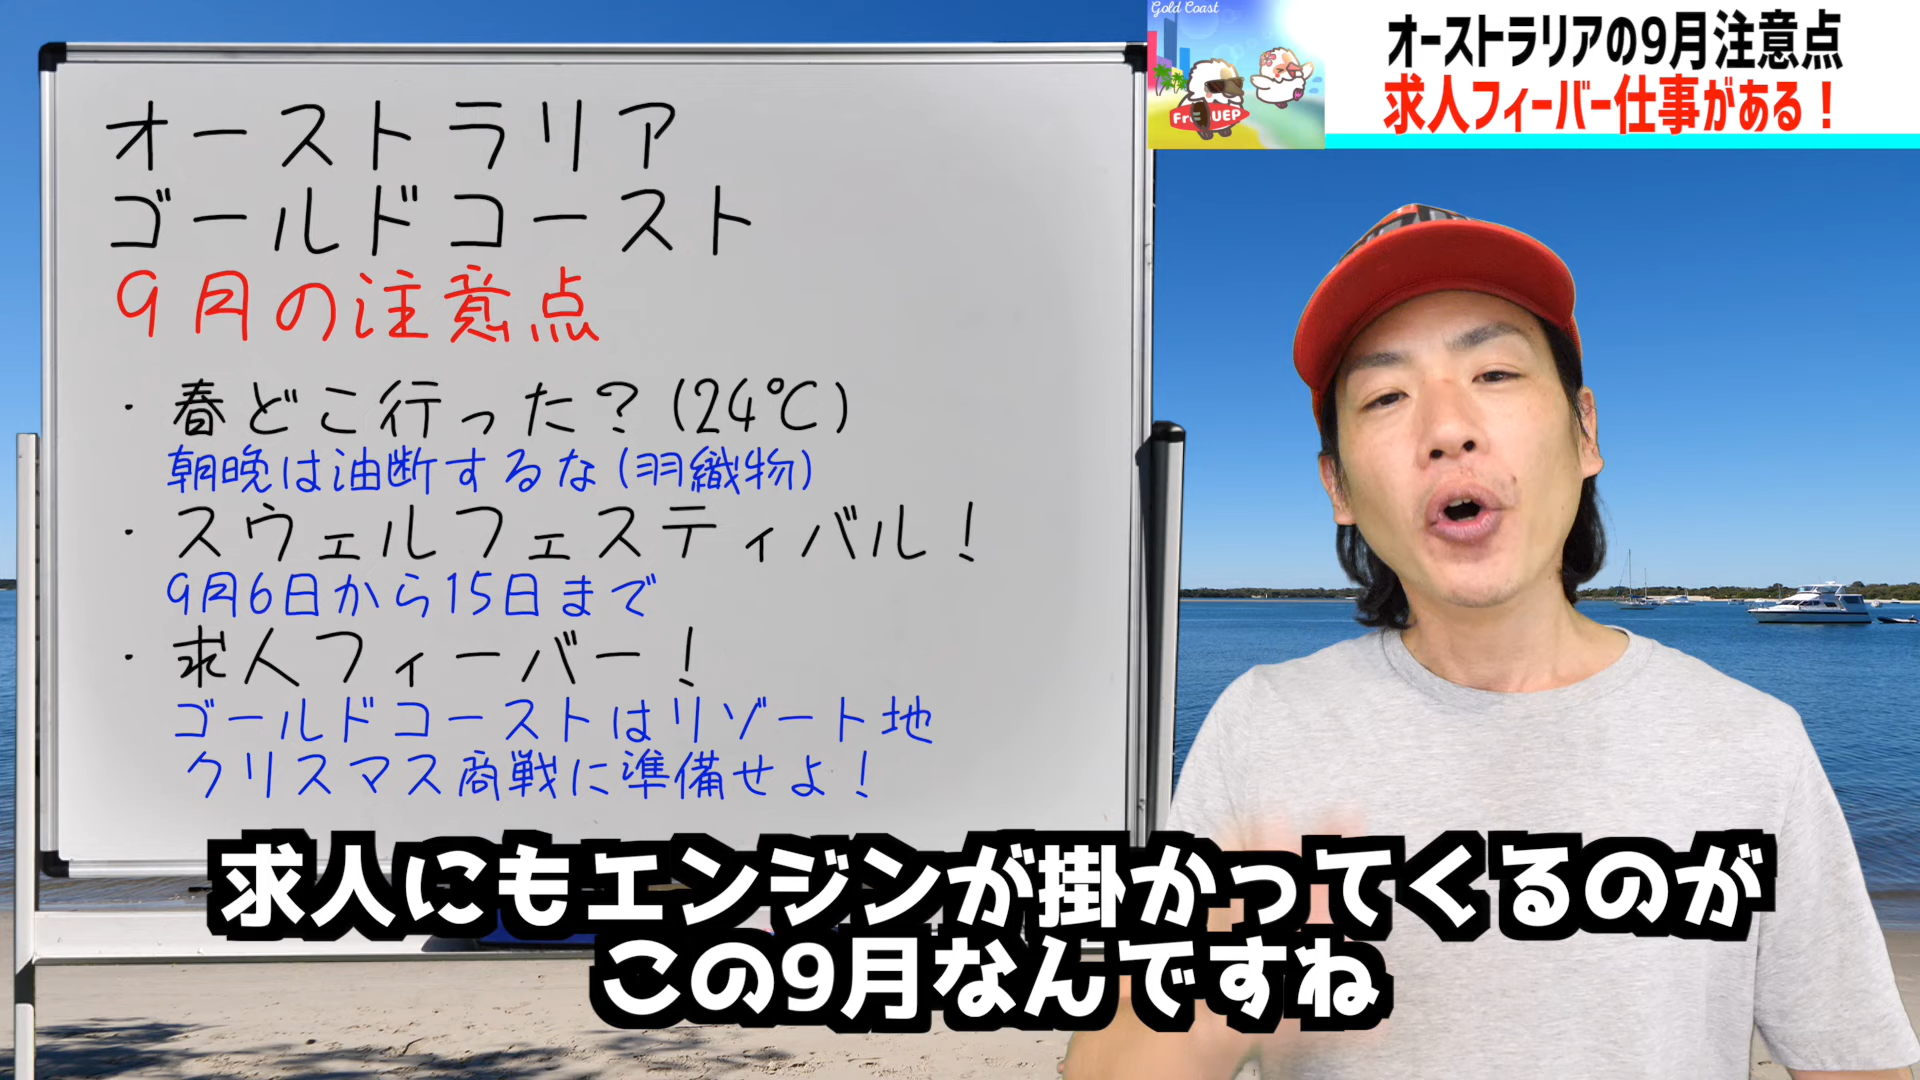 オーストラリア
ゴールドコースト
9月の注意点
・春どこ行った?(24℃)
朝晩は油断するな(羽織物)
・スウェルフェスティバル!
9月6日から15日まで
・求人フィーバー!
ゴールドコーストはリゾート地
クリスマス商戦に準備せよ!
Gold Coast
オーストラリアの9月注意点
求人フィーバー仕事がある!
求人にもエンジンが掛かってくるのが
この9月なんですね